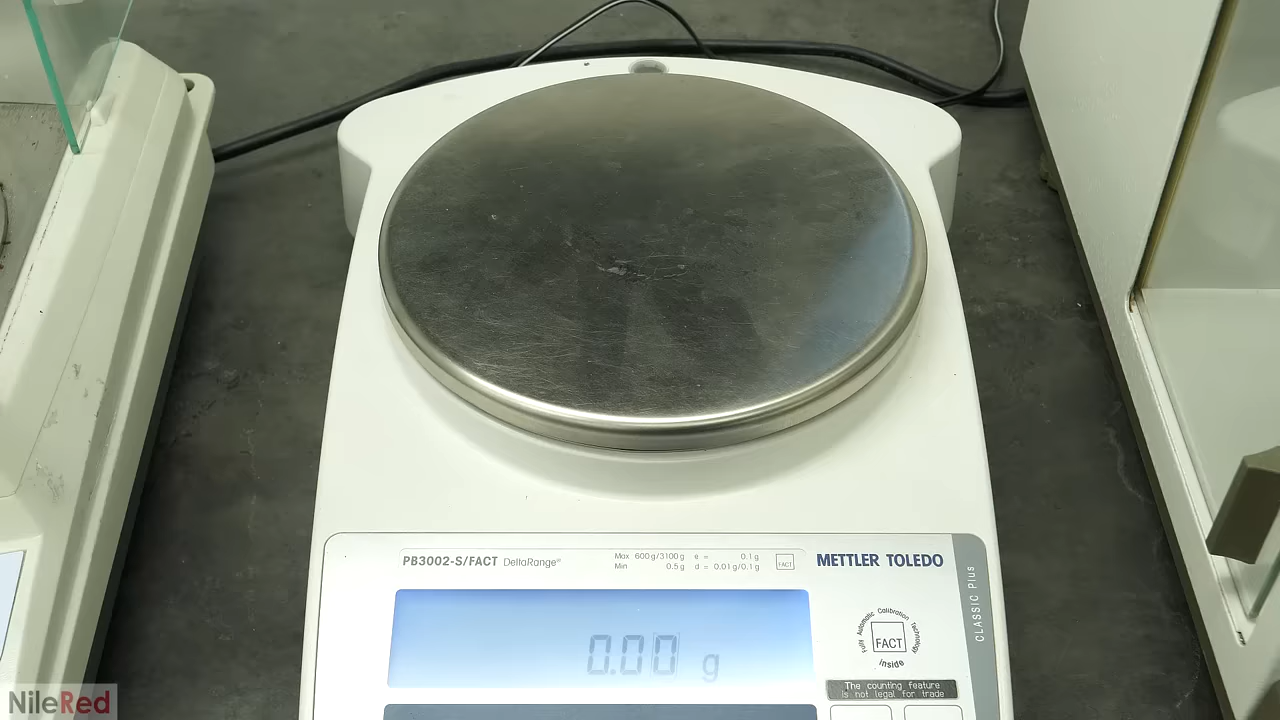 PB3002-S/FACT DeltaRange®
Max 600g/3100g e = 0.1g
Min 0.5g d = 0.01g/0.1g
FACT
METTLER TOLEDO
CLASSIC Plus
0.00 g
Fully Automatic Calibration Technology
FACT
inside
The counting feature
is not legal for trade
NileRed